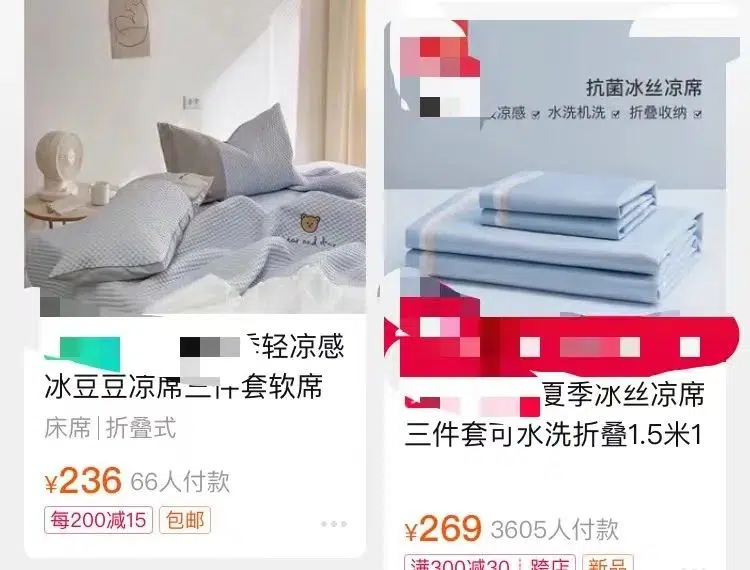 轻凉感
冰豆豆凉席三件套软席
床席|折叠式
¥236 66人付款
每200减15 包邮
抗菌冰丝凉席
凉感 水洗机洗 折叠收纳
夏季冰丝凉席
三件套可水洗折叠1.5米1
¥269 3605人付款
满300减30 跨店 新品